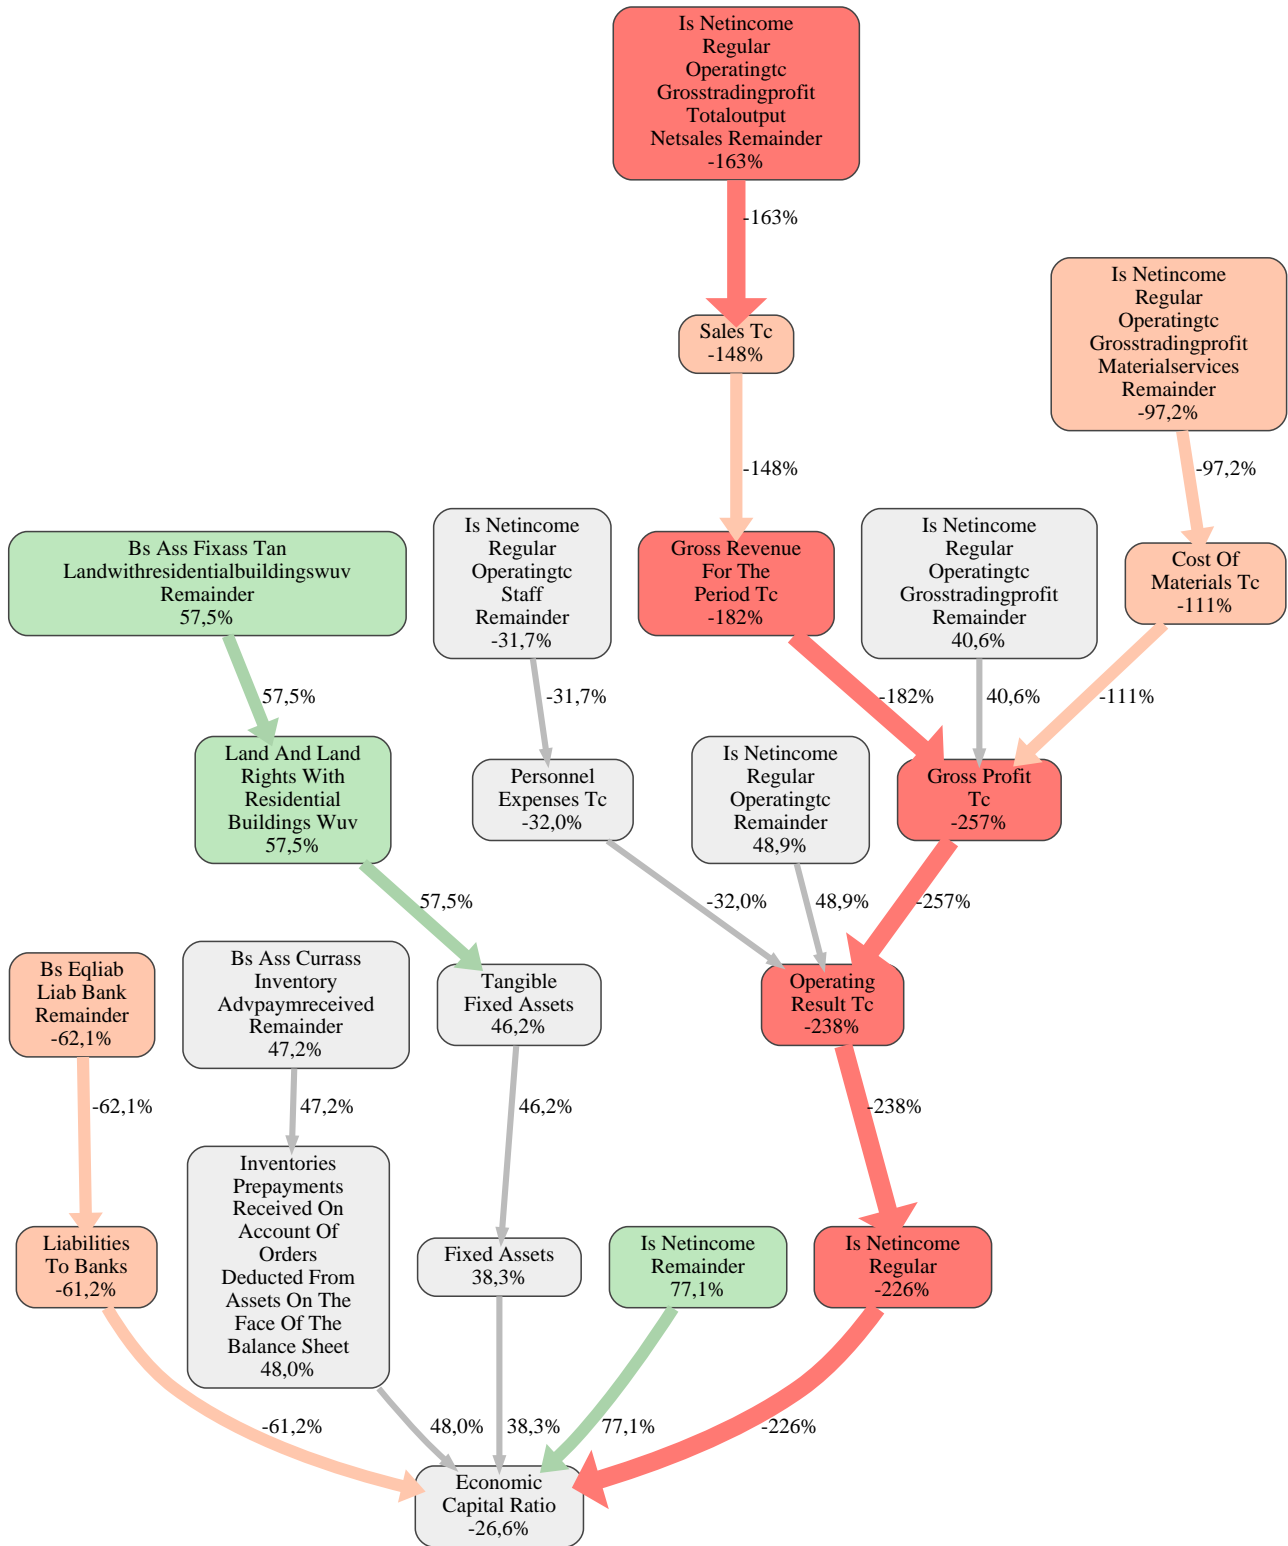 Is Netincome
Regular
Operatingtc
Grosstradingprofit
Totaloutput
Netsales Remainder
-163%
-163%
Is Netincome
Regular
Operatingtc
Grosstradingprofit
Materialservices
Remainder
-97,2%
Sales Tc
-148%
-148%
-97,2%
Bs Ass Fixass Tan
Landwithresidentialbuildingswuv
Remainder
57,5%
Is Netincome
Regular
Operatingtc
Staff
Remainder
-31,7%
Gross Revenue
For The
Period Tc
-182%
Is Netincome
Regular
Operatingtc
Grosstradingprofit
Remainder
40,6%
Cost Of
Materials Tc
-111%
57,5%
-31,7%
-182%
40,6%
-111%
Land And Land
Rights With
Residential
Buildings Wuv
57,5%
Personnel
Expenses Tc
-32,0%
Is Netincome
Regular
Operatingtc
Remainder
48,9%
Gross Profit
Tc
-257%
57,5%
-32,0%
48,9%
-257%
Bs Eqliab
Liab Bank
Remainder
-62,1%
Bs Ass Currass
Inventory
Advpaymreceived
Remainder
47,2%
Tangible
Fixed Assets
46,2%
Operating
Result Tc
-238%
-62,1%
47,2%
46,2%
-238%
Liabilities
To Banks
-61,2%
Inventories
Prepayments
Received On
Account Of
Orders
Deducted From
Assets On The
Face Of The
Balance Sheet
48,0%
Fixed Assets
38,3%
Is Netincome
Remainder
77,1%
Is Netincome
Regular
-226%
-61,2%
48,0%
38,3%
77,1%
-226%
Economic
Capital Ratio
-26,6%